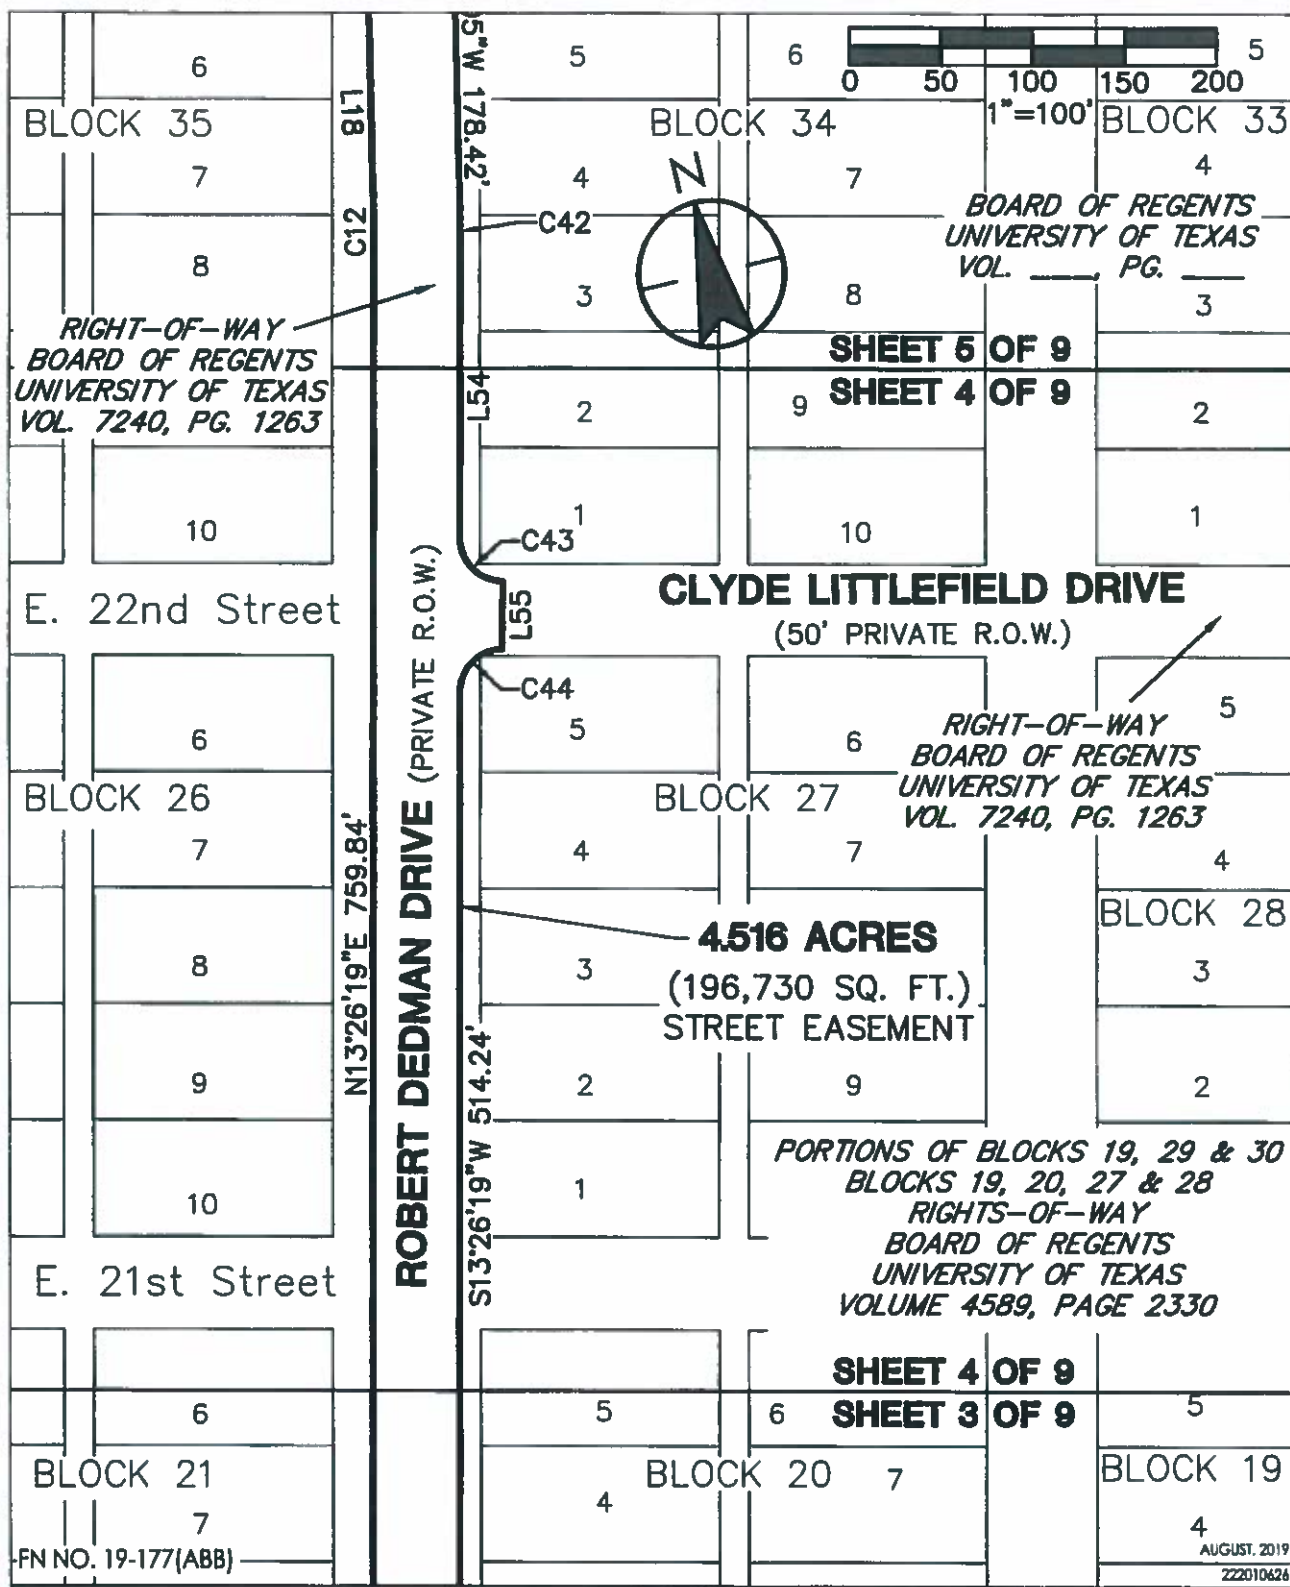 6
5
6
5
0 50 100 150 200
1"=100'
BLOCK 35
BLOCK 34
BLOCK 33
L18
5"W 178.42'
7
4
7
4
N
C12
C42
BOARD OF REGENTS
UNIVERSITY OF TEXAS
VOL. ____, PG. ____
8
3
8
3
RIGHT-OF-WAY
BOARD OF REGENTS
UNIVERSITY OF TEXAS
VOL. 7240, PG. 1263
SHEET 5 OF 9
SHEET 4 OF 9
L54
2
9
2
10
1
10
1
C43
E. 22nd Street
CLYDE LITTLEFIELD DRIVE
(50' PRIVATE R.O.W.)
L55
C44
6
5
6
5
RIGHT-OF-WAY
BOARD OF REGENTS
UNIVERSITY OF TEXAS
VOL. 7240, PG. 1263
BLOCK 26
BLOCK 27
7
4
7
4
N13°26'19"E 759.84'
ROBERT DEDMAN DRIVE (PRIVATE R.O.W.)
S13°26'19"W 514.24'
BLOCK 28
4.516 ACRES
(196,730 SQ. FT.)
STREET EASEMENT
8
3
3
9
2
9
2
PORTIONS OF BLOCKS 19, 29 & 30
BLOCKS 19, 20, 27 & 28
RIGHTS-OF-WAY
BOARD OF REGENTS
UNIVERSITY OF TEXAS
VOLUME 4589, PAGE 2330
10
1
E. 21st Street
SHEET 4 OF 9
SHEET 3 OF 9
6
5
6
5
BLOCK 21
BLOCK 20
BLOCK 19
7
4
7
4
FN NO. 19-177(ABB)
AUGUST, 2019
222010626